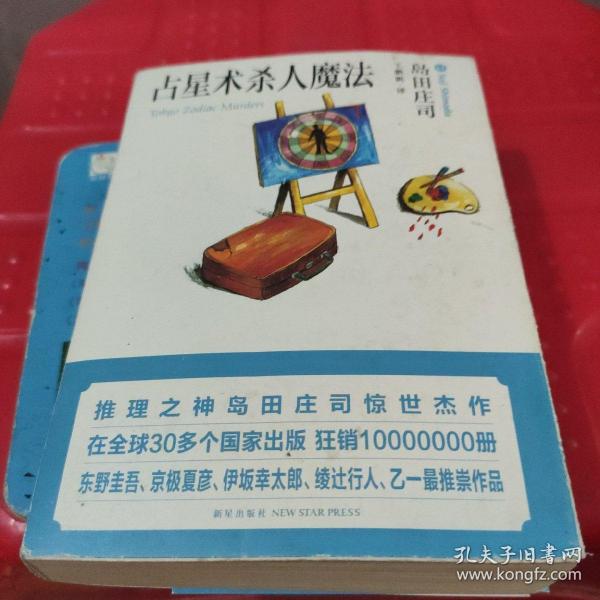 占星术杀人魔法
Tokyo Zodiac Murders
岛田庄司
译
推理之神岛田庄司惊世杰作
在全球30多个国家出版 狂销10000000册
东野圭吾、京极夏彦、伊坂幸太郎、绫辻行人、乙一最推崇作品
新星出版社 NEW STAR PRESS
孔夫子旧书网
www.kongfz.com